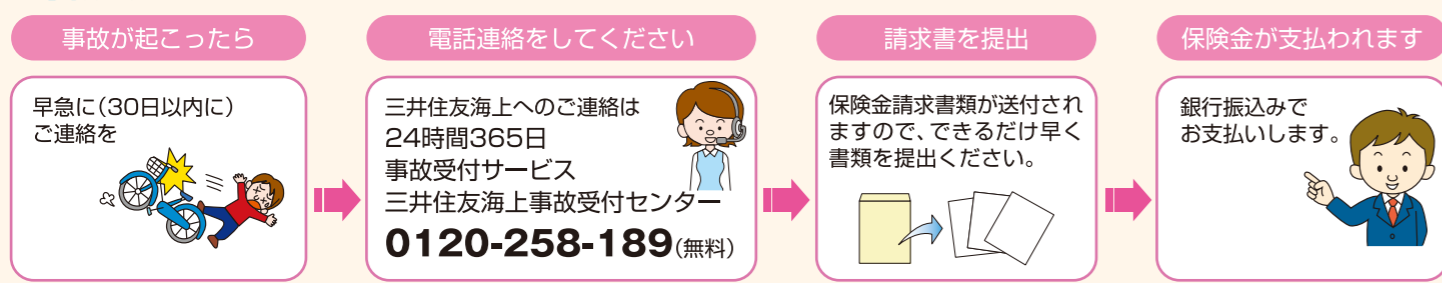 事故が起こったら
早急に(30日以内に)
ご連絡を
電話連絡をしてください
三井住友海上へのご連絡は
24時間365日
事故受付サービス
三井住友海上事故受付センター
0120-258-189(無料)
請求書を提出
保険金請求書類が送付され
ますので、できるだけ早く
書類を提出ください。
保険金が支払われます
銀行振込みで
お支払いします。